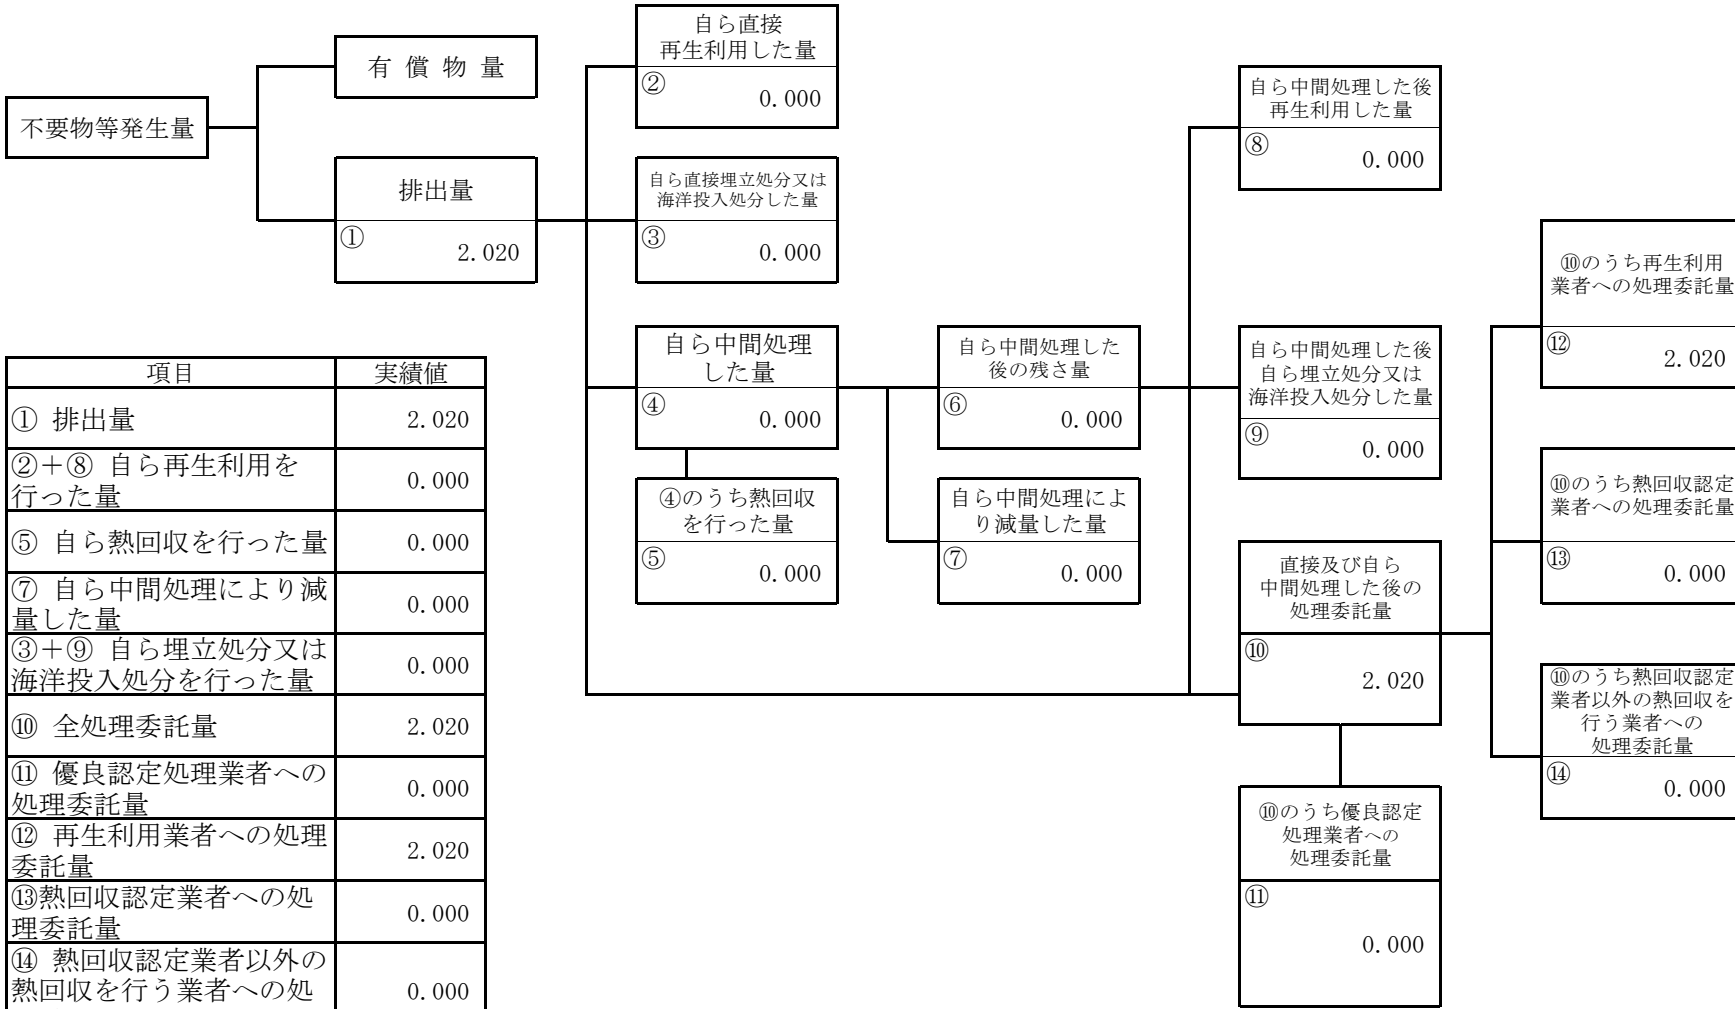 不要物等発生量
有 償 物 量
排出量
①
2.020
自ら直接
再生利用した量
②
0.000
自ら直接埋立処分又は
海洋投入処分した量
③
0.000
自ら中間処理
した量
④
0.000
④のうち熱回収
を行った量
⑤
0.000
自ら中間処理した
後の残さ量
⑥
0.000
自ら中間処理によ
り減量した量
⑦
0.000
自ら中間処理した後
再生利用した量
⑧
0.000
自ら中間処理した後
自ら埋立処分又は
海洋投入処分した量
⑨
0.000
直接及び自ら
中間処理した後の
処理委託量
⑩
2.020
⑩のうち優良認定
処理業者への
処理委託量
⑪
0.000
⑩のうち再生利用
業者への処理委託量
⑫
2.020
⑩のうち熱回収認定
業者への処理委託量
⑬
0.000
⑩のうち熱回収認定
業者以外の熱回収を
行う業者への
処理委託量
⑭
0.000
項目 実績値
① 排出量 2.020
②＋⑧ 自ら再生利用を
行った量 0.000
⑤ 自ら熱回収を行った量 0.000
⑦ 自ら中間処理により減
量した量 0.000
③＋⑨ 自ら埋立処分又は
海洋投入処分を行った量 0.000
⑩ 全処理委託量 2.020
⑪ 優良認定処理業者への
処理委託量 0.000
⑫ 再生利用業者への処理
委託量 2.020
⑬熱回収認定業者への処
理委託量 0.000
⑭ 熱回収認定業者以外の
熱回収を行う業者への処 0.000